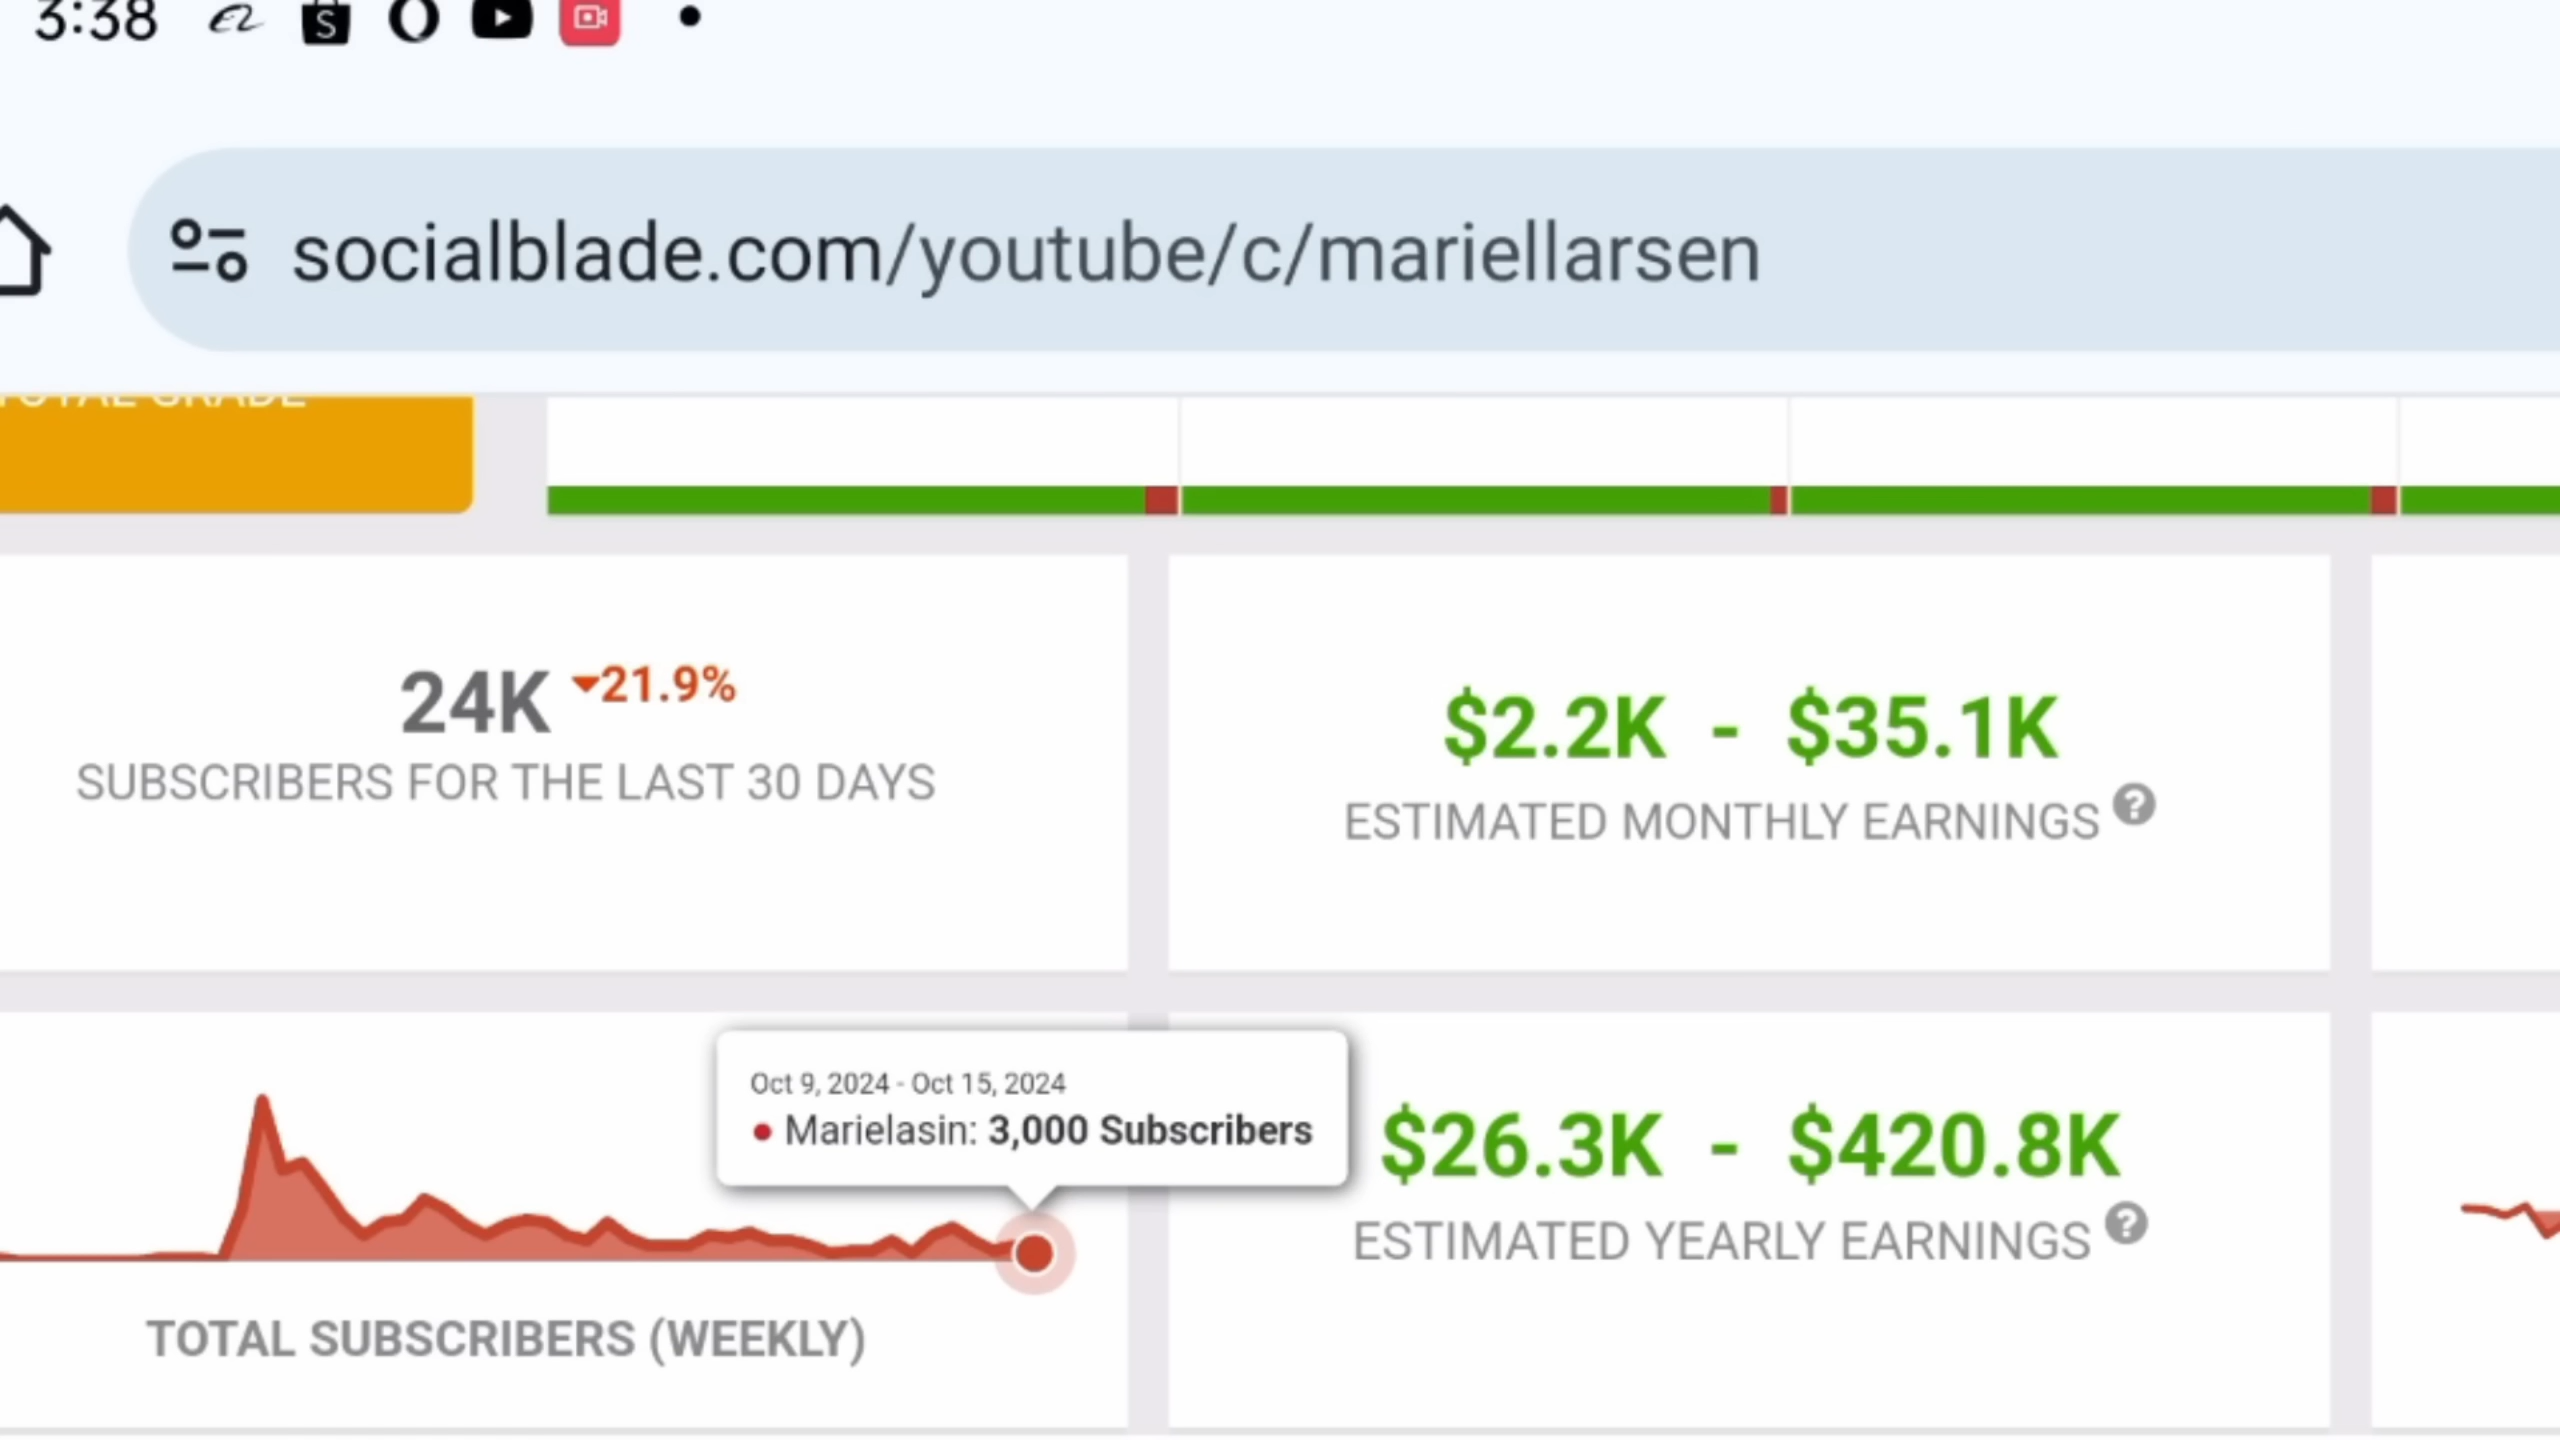 3:38
socialblade.com/youtube/c/mariellarsen
TOTAL GRADE
24K 21.9%
SUBSCRIBERS FOR THE LAST 30 DAYS
$2.2K - $35.1K
ESTIMATED MONTHLY EARNINGS ?
Oct 9, 2024 - Oct 15, 2024
Marielasin: 3,000 Subscribers
TOTAL SUBSCRIBERS (WEEKLY)
$26.3K - $420.8K
ESTIMATED YEARLY EARNINGS ?